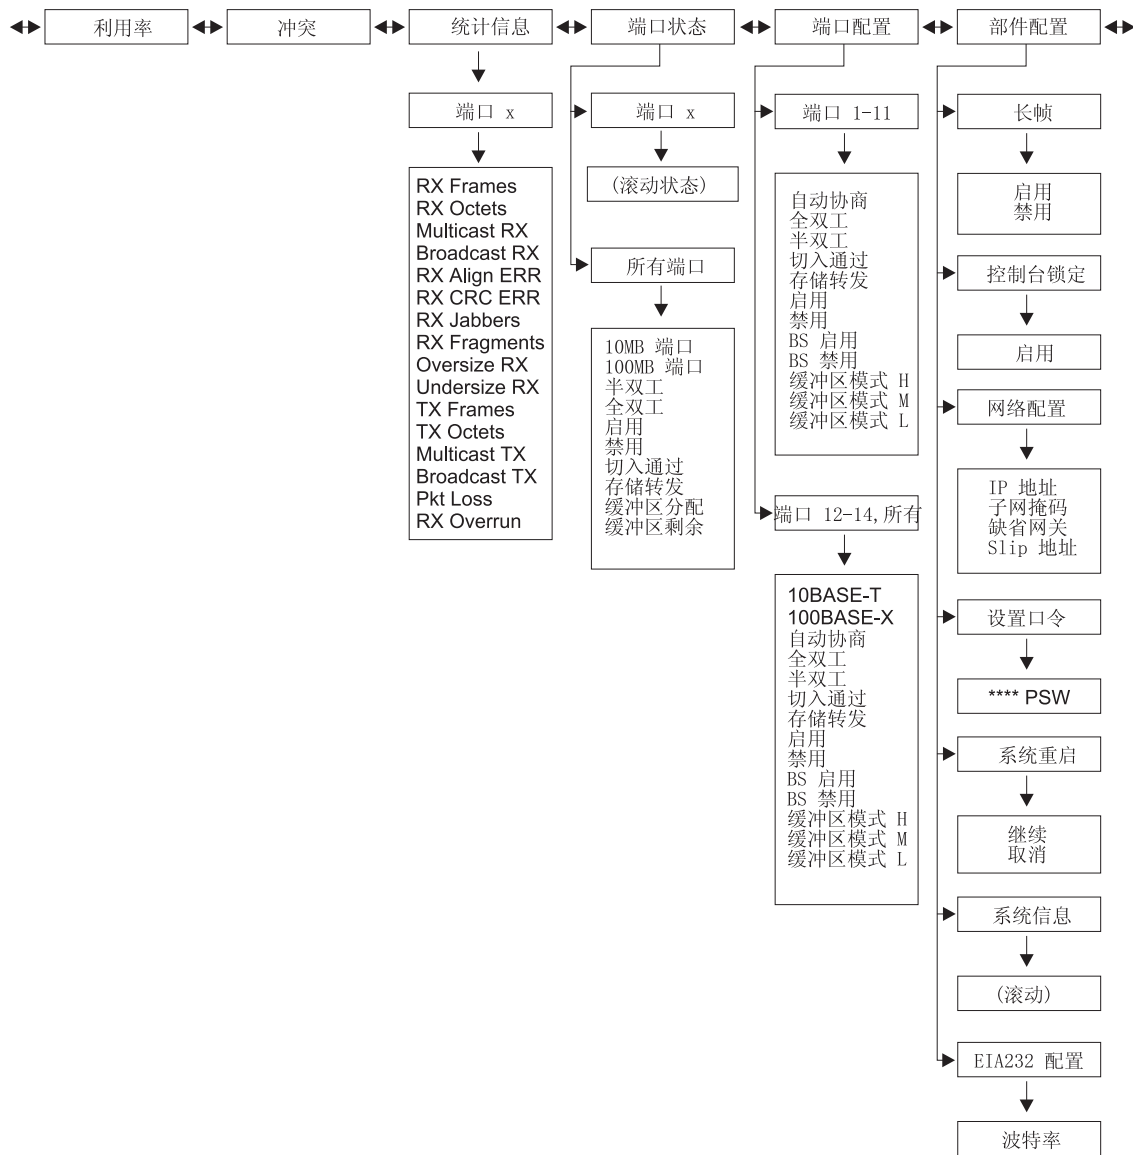 利用率
冲突
统计信息
端口状态
端口配置
部件配置
端口 x
RX Frames
RX Octets
Multicast RX
Broadcast RX
RX Align ERR
RX CRC ERR
RX Jabbers
RX Fragments
Oversize RX
Undersize RX
TX Frames
TX Octets
Multicast TX
Broadcast TX
Pkt Loss
RX Overrun
端口 x
(滚动状态)
所有端口
10MB 端口
100MB 端口
半双工
全双工
启用
禁用
切入通过
存储转发
缓冲区分配
缓冲区剩余
端口 1-11
自动协商
全双工
半双工
切入通过
存储转发
启用
禁用
BS 启用
BS 禁用
缓冲区模式 H
缓冲区模式 M
缓冲区模式 L
端口 12-14,所有
10BASE-T
100BASE-X
自动协商
全双工
半双工
切入通过
存储转发
启用
禁用
BS 启用
BS 禁用
缓冲区模式 H
缓冲区模式 M
缓冲区模式 L
长帧
启用
禁用
控制台锁定
启用
网络配置
IP 地址
子网掩码
缺省网关
Slip 地址
设置口令
**** PSW
系统重启
继续
取消
系统信息
(滚动)
EIA232 配置
波特率